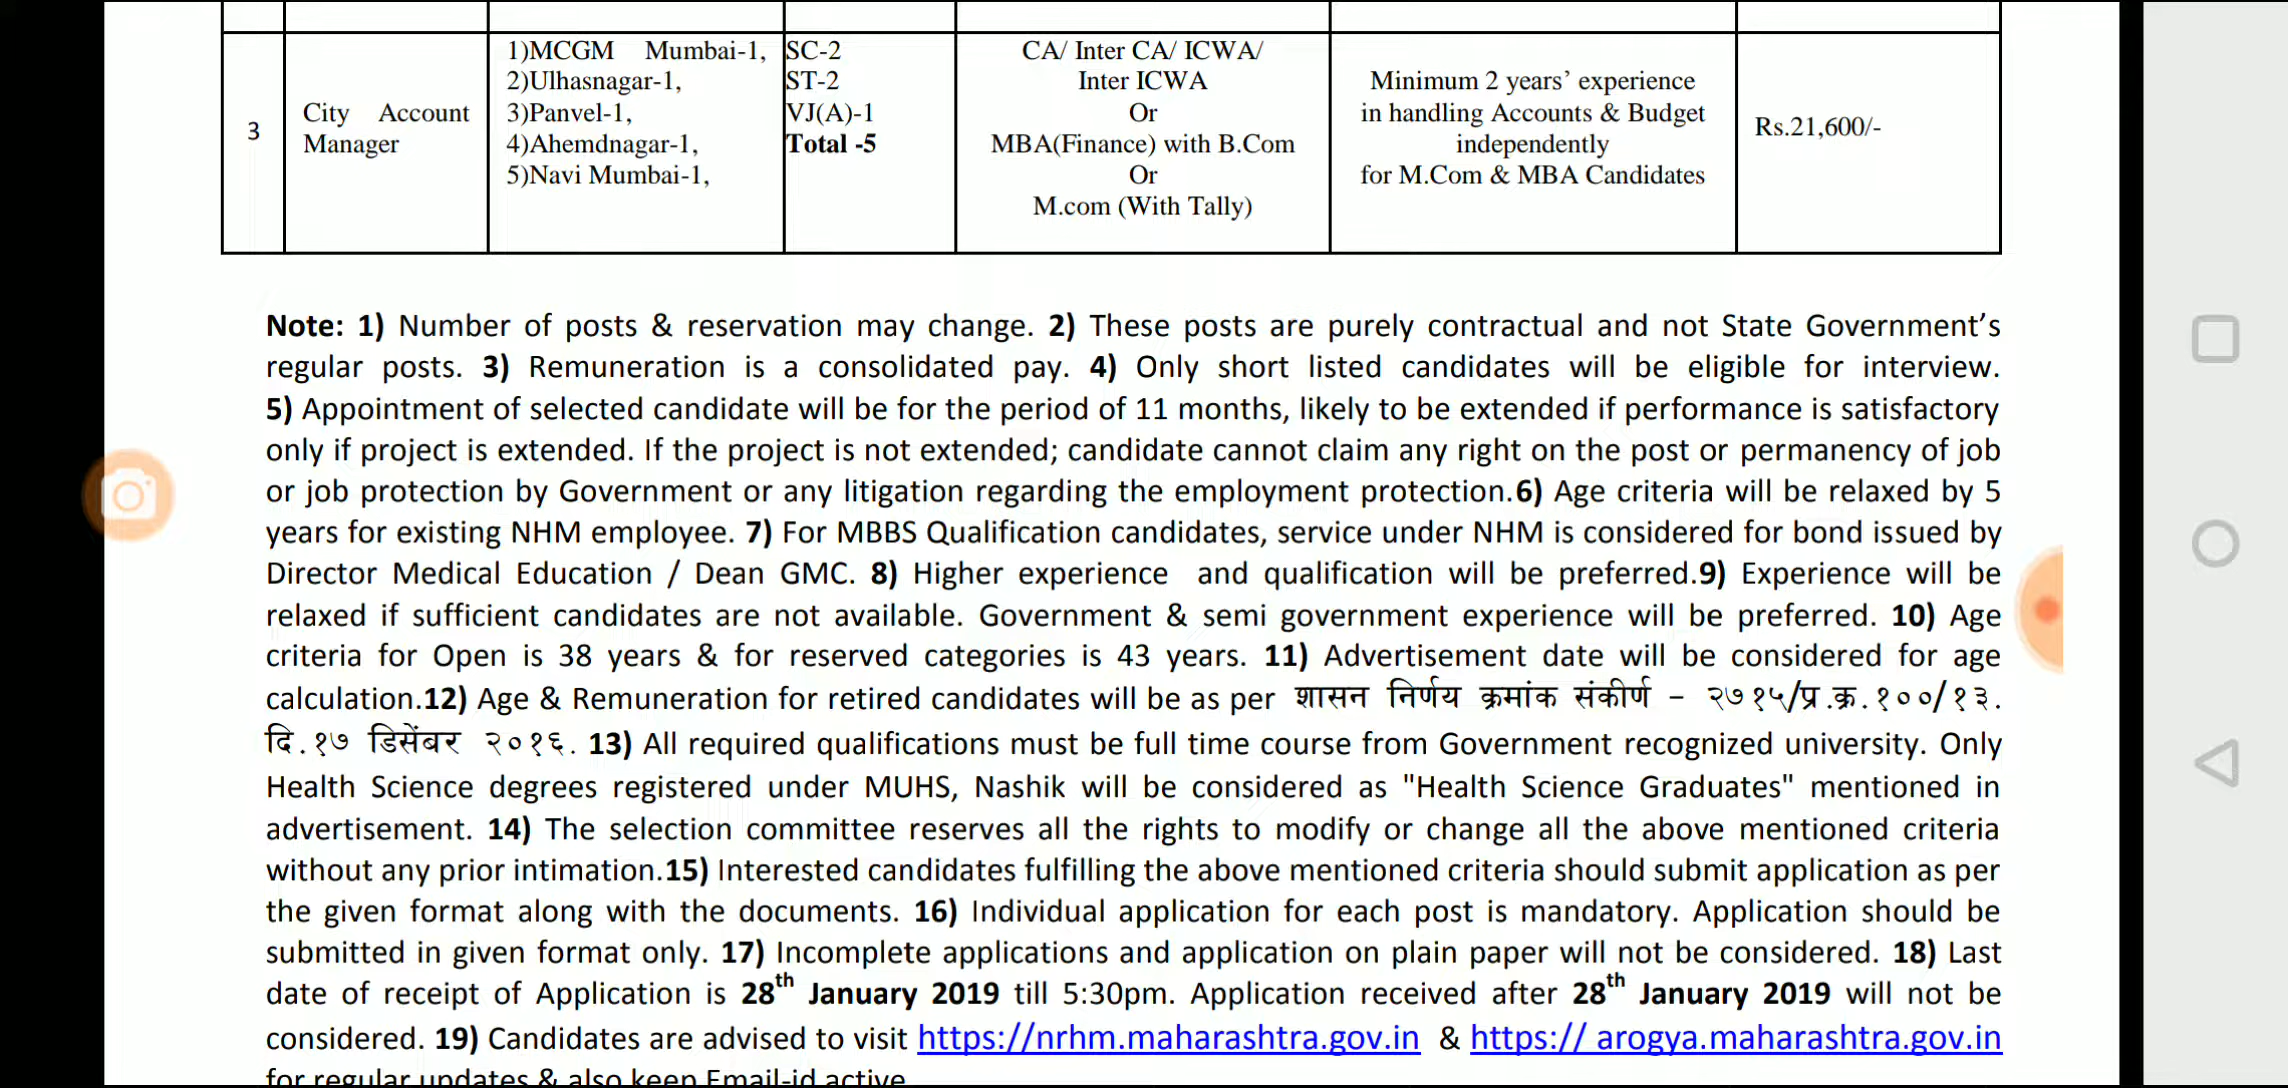 3
City Account
Manager
1)MCGM Mumbai-1,
2)Ulhasnagar-1,
3)Panvel-1,
4)Ahemdnagar-1,
5)Navi Mumbai-1,
SC-2
ST-2
VJ(A)-1
Total -5
CA/ Inter CA/ ICWA/
Inter ICWA
Or
MBA(Finance) with B.Com
Or
M.com (With Tally)
Minimum 2 years’ experience
in handling Accounts & Budget
independently
for M.Com & MBA Candidates
Rs.21,600/-
Note: 1) Number of posts & reservation may change. 2) These posts are purely contractual and not State Government’s
regular posts. 3) Remuneration is a consolidated pay. 4) Only short listed candidates will be eligible for interview.
5) Appointment of selected candidate will be for the period of 11 months, likely to be extended if performance is satisfactory
only if project is extended. If the project is not extended; candidate cannot claim any right on the post or permanency of job
or job protection by Government or any litigation regarding the employment protection.6) Age criteria will be relaxed by 5
years for existing NHM employee. 7) For MBBS Qualification candidates, service under NHM is considered for bond issued by
Director Medical Education / Dean GMC. 8) Higher experience and qualification will be preferred.9) Experience will be
relaxed if sufficient candidates are not available. Government & semi government experience will be preferred. 10) Age
criteria for Open is 38 years & for reserved categories is 43 years. 11) Advertisement date will be considered for age
calculation.12) Age & Remuneration for retired candidates will be as per शासन निर्णय क्रमांक संकीर्ण – २७१५/प्र.क्र.१००/१३.
दि.१७ डिसेंबर २०१६. 13) All required qualifications must be full time course from Government recognized university. Only
Health Science degrees registered under MUHS, Nashik will be considered as "Health Science Graduates" mentioned in
advertisement. 14) The selection committee reserves all the rights to modify or change all the above mentioned criteria
without any prior intimation.15) Interested candidates fulfilling the above mentioned criteria should submit application as per
the given format along with the documents. 16) Individual application for each post is mandatory. Application should be
submitted in given format only. 17) Incomplete applications and application on plain paper will not be considered. 18) Last
date of receipt of Application is 28th January 2019 till 5:30pm. Application received after 28th January 2019 will not be
considered. 19) Candidates are advised to visit https://nrhm.maharashtra.gov.in & https:// arogya.maharashtra.gov.in
for regular updates & also keep Email-id active